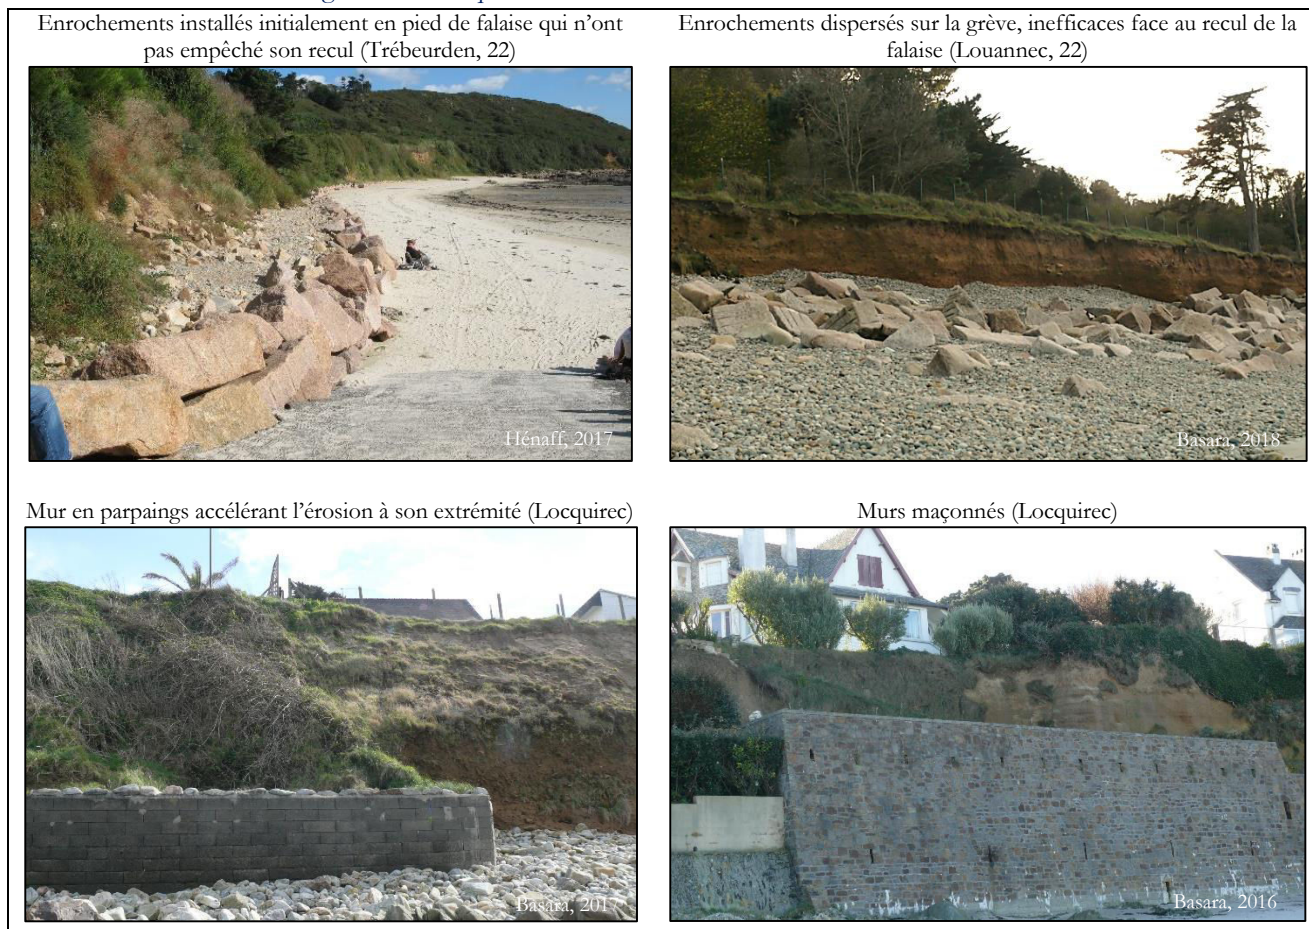 Enrochements installés initialement en pied de falaise qui n'ont
pas empêché son recul (Trébeurden, 22)
Enrochements dispersés sur la grève, inefficaces face au recul de la
falaise (Louannec, 22)
Hénaff, 2017
Basara, 2018
Mur en parpaings accélérant l'érosion à son extrémité (Locquirec)
Murs maçonnés (Locquirec)
Basara, 2017
Basara, 2016